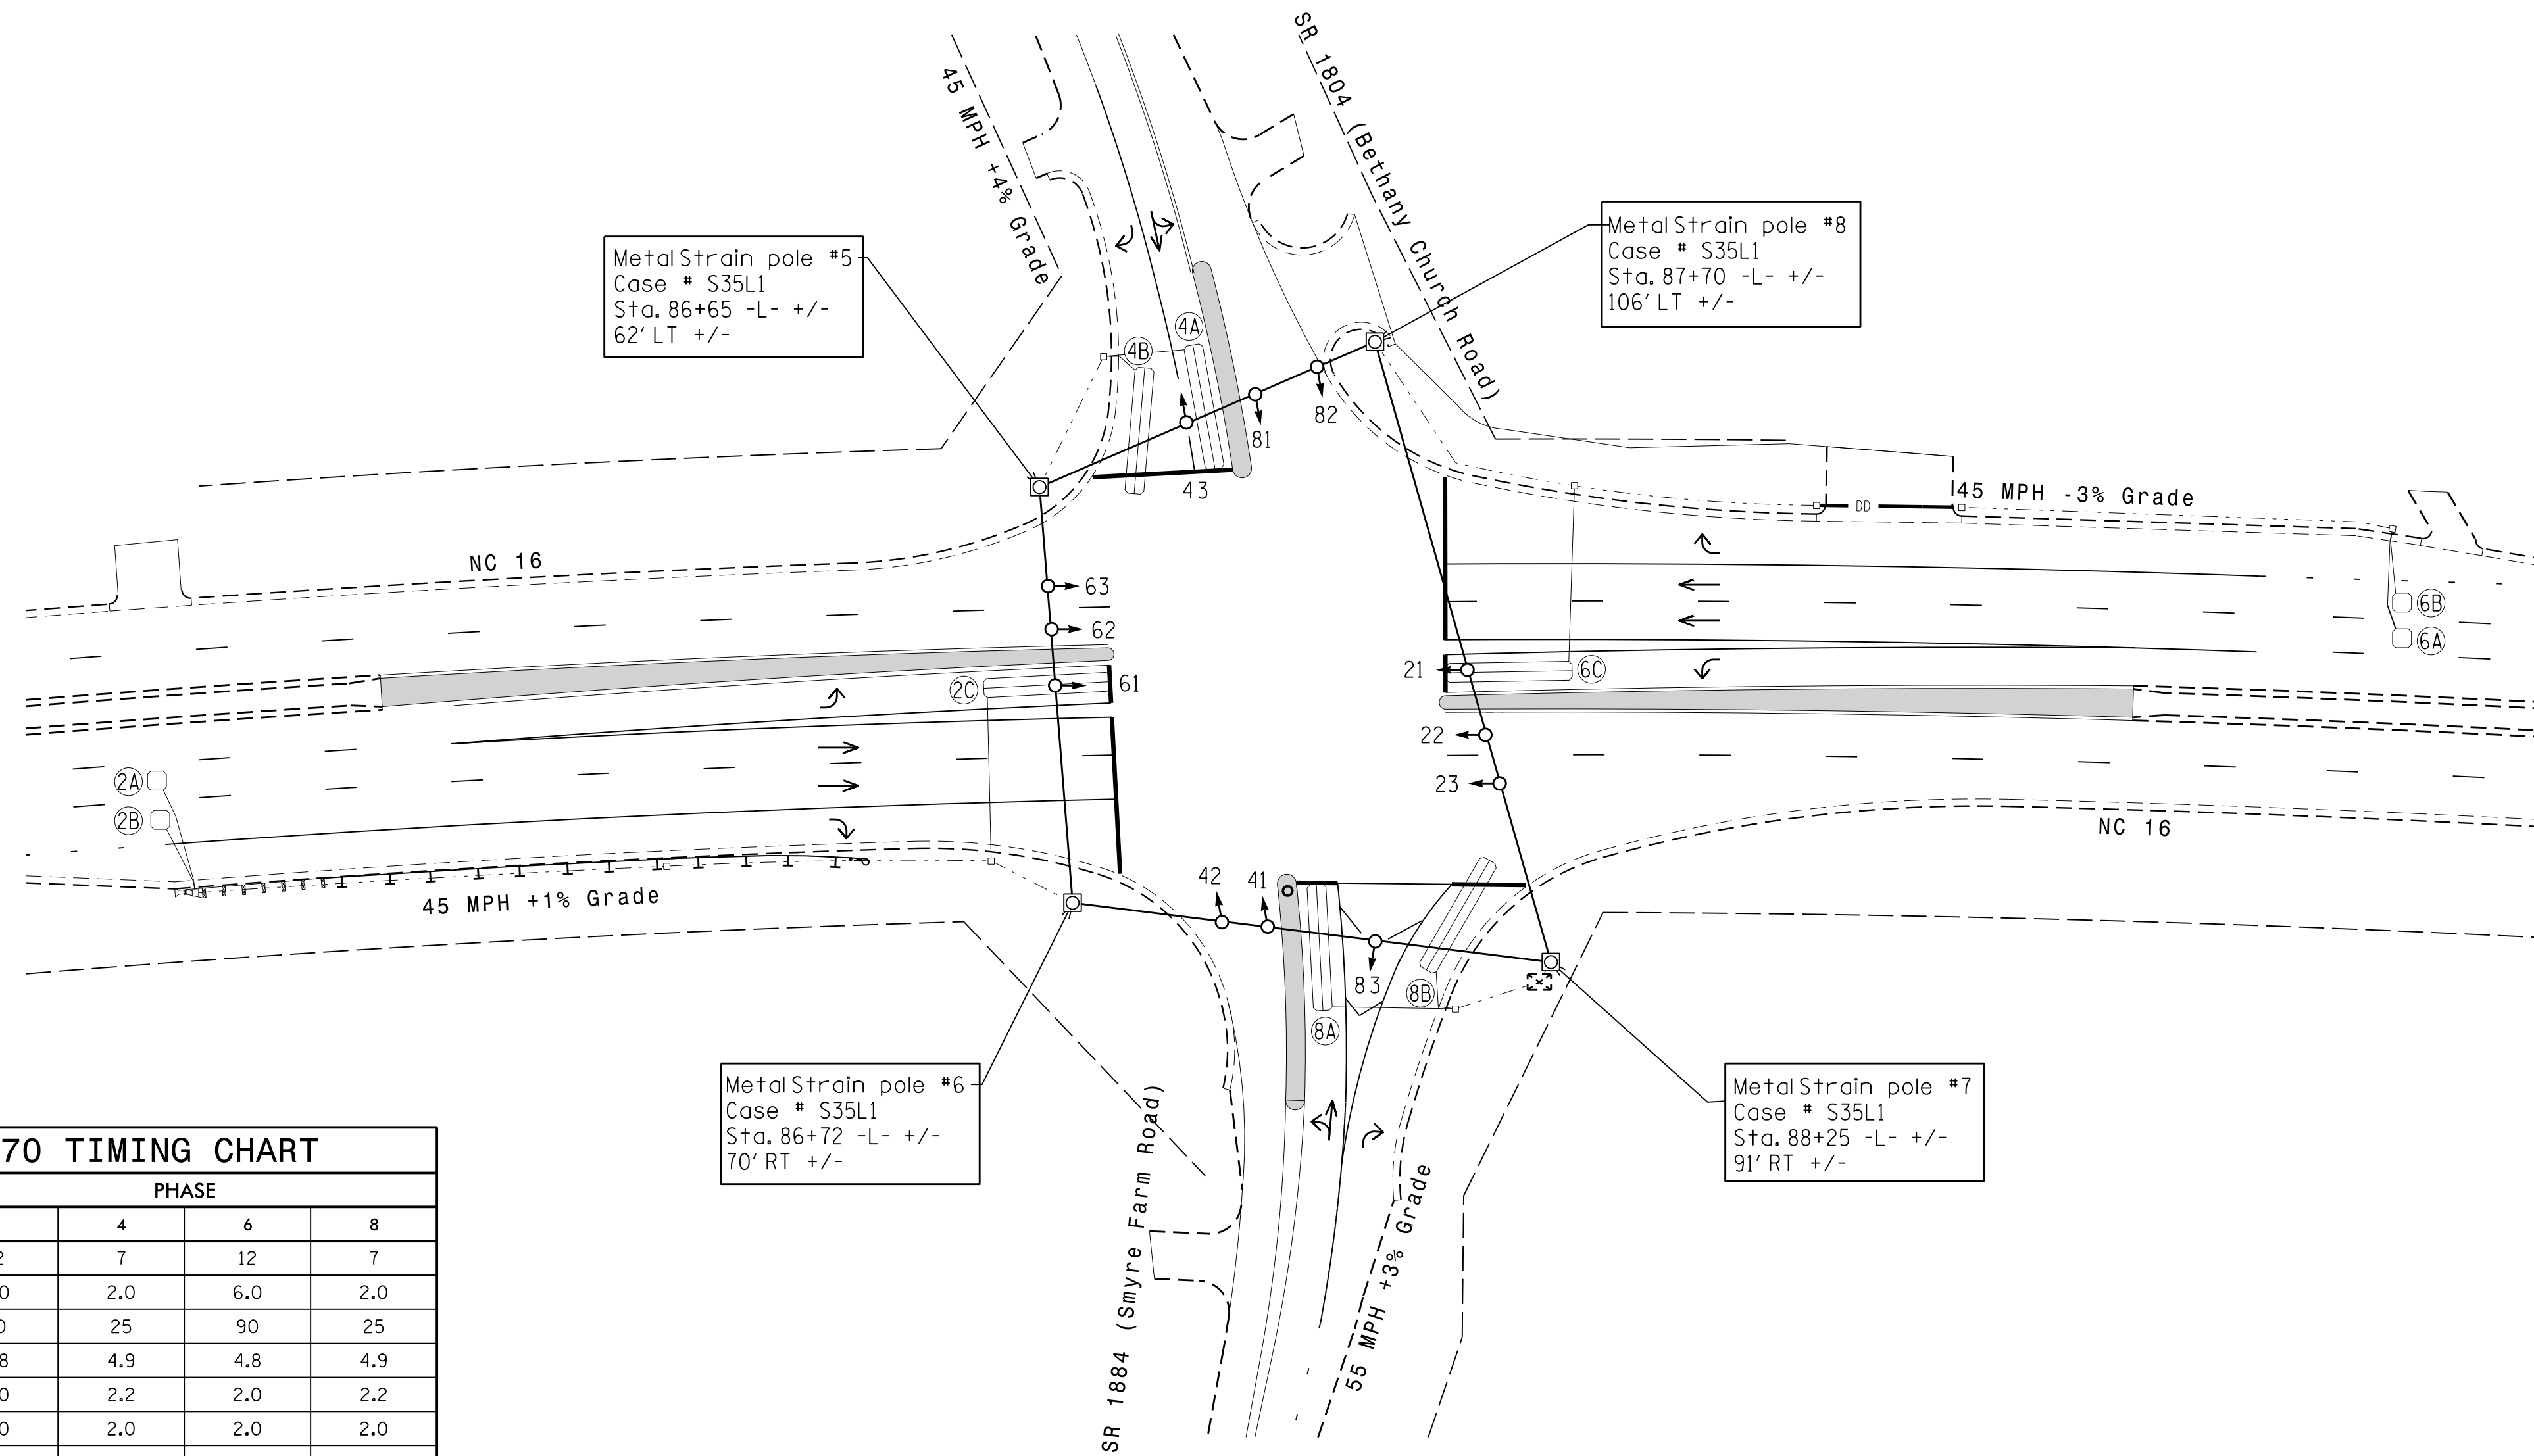 SR 1804 (Bethany Church Road)
45 MPH +4% Grade
Metal Strain pole #8
Case # S35L1
Sta. 87+70 -L- +/-
106' LT +/-
Metal Strain pole #5
Case # S35L1
Sta. 86+65 -L- +/-
62' LT +/-
4A
4B
82
81
43
45 MPH -3% Grade
DD
NC 16
63
62
61
2C
21
6C
22
23
6B
6A
2A
2B
NC 16
45 MPH +1% Grade
42
41
83
8B
8A
Metal Strain pole #6
Case # S35L1
Sta. 86+72 -L- +/-
70' RT +/-
Metal Strain pole #7
Case # S35L1
Sta. 88+25 -L- +/-
91' RT +/-
SR 1884 (Smyre Farm Road)
55 MPH +3% Grade
70 TIMING CHART
PHASE
4 6 8
7 12 7
2.0 6.0 2.0
25 90 25
4.9 4.8 4.9
2.2 2.0 2.2
2.0 2.0 2.0